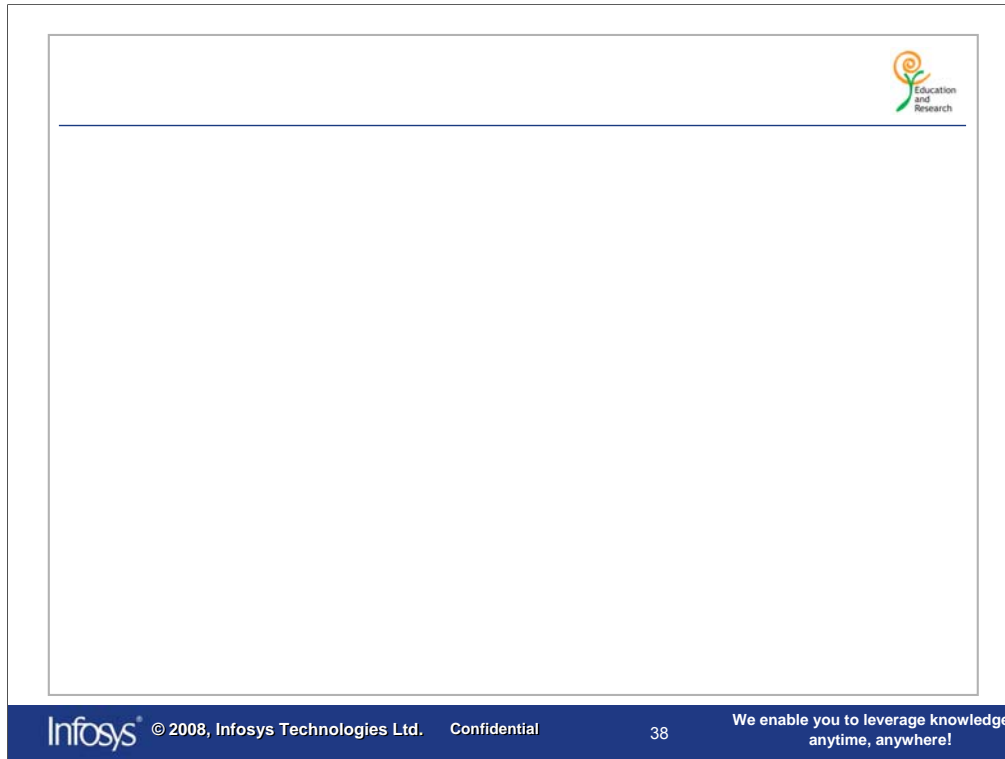 Education
and
Research
Infosys® © 2008, Infosys Technologies Ltd. Confidential
38
We enable you to leverage knowledge
anytime, anywhere!